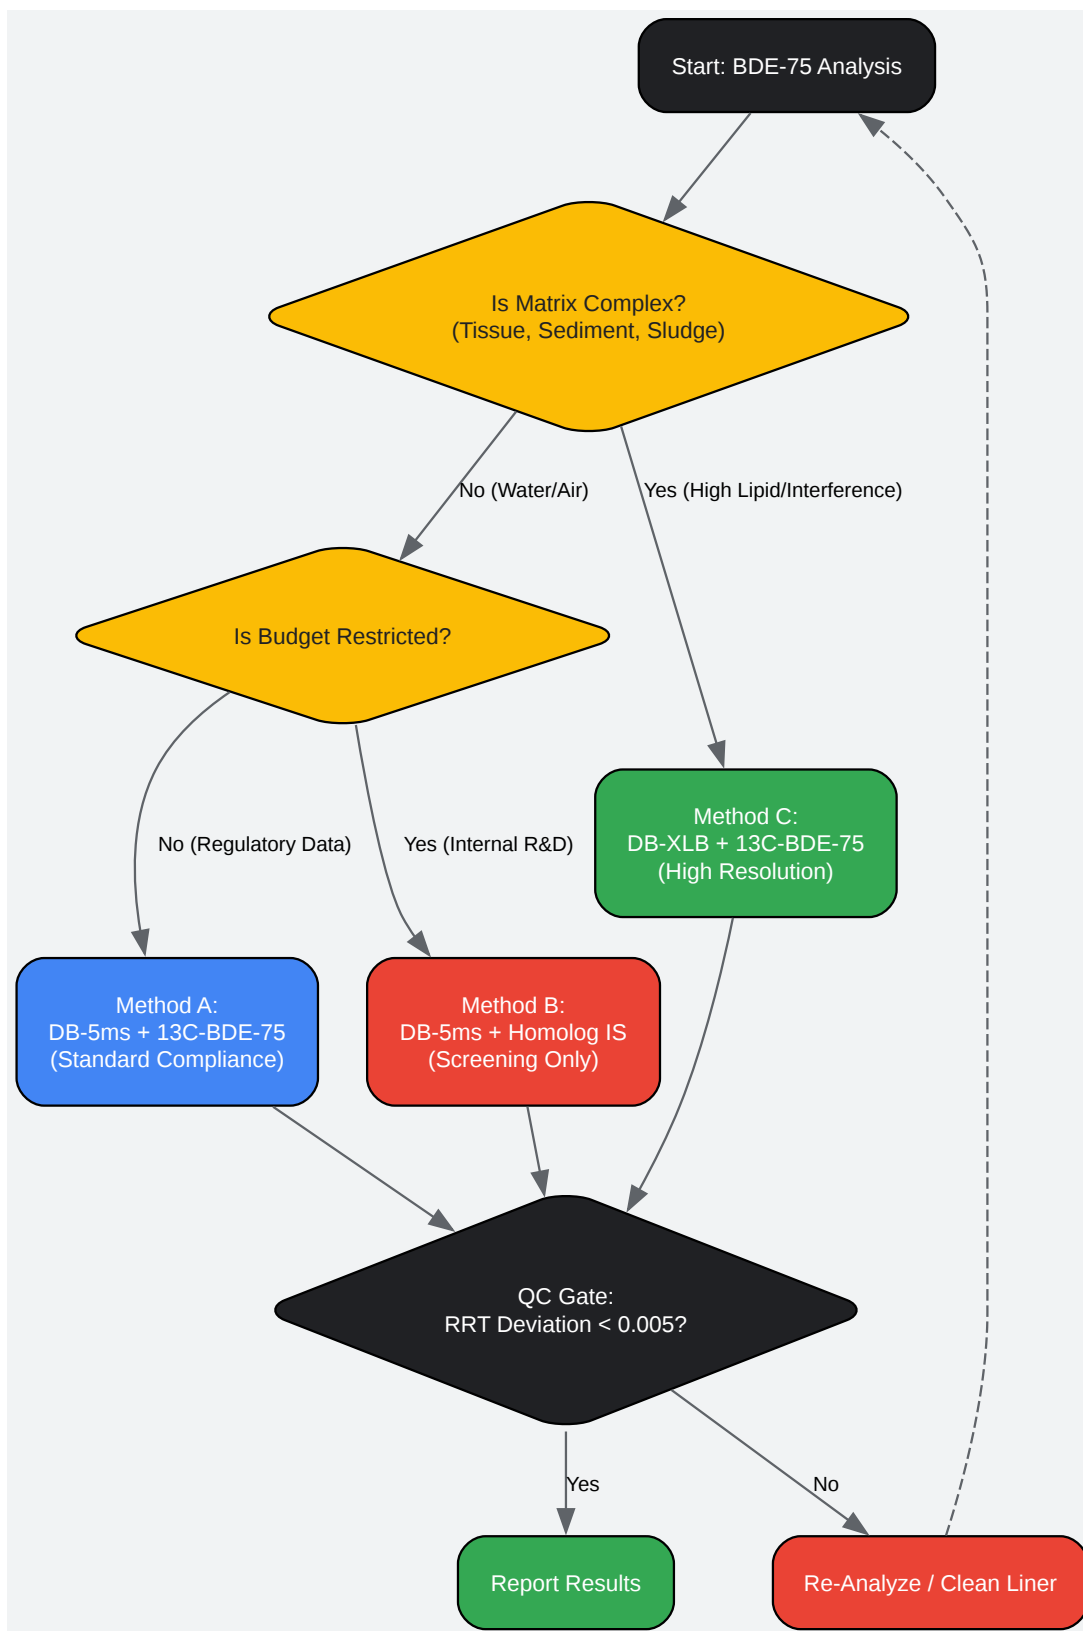 Start: BDE-75 Analysis
Is Matrix Complex?
(Tissue, Sediment, Sludge)
No (Water/Air)
Yes (High Lipid/Interference)
Is Budget Restricted?
No (Regulatory Data)
Yes (Internal R&D)
Method C:
DB-XLB + 13C-BDE-75
(High Resolution)
Method A:
DB-5ms + 13C-BDE-75
(Standard Compliance)
Method B:
DB-5ms + Homolog IS
(Screening Only)
QC Gate:
RRT Deviation < 0.005?
Yes
No
Report Results
Re-Analyze / Clean Liner